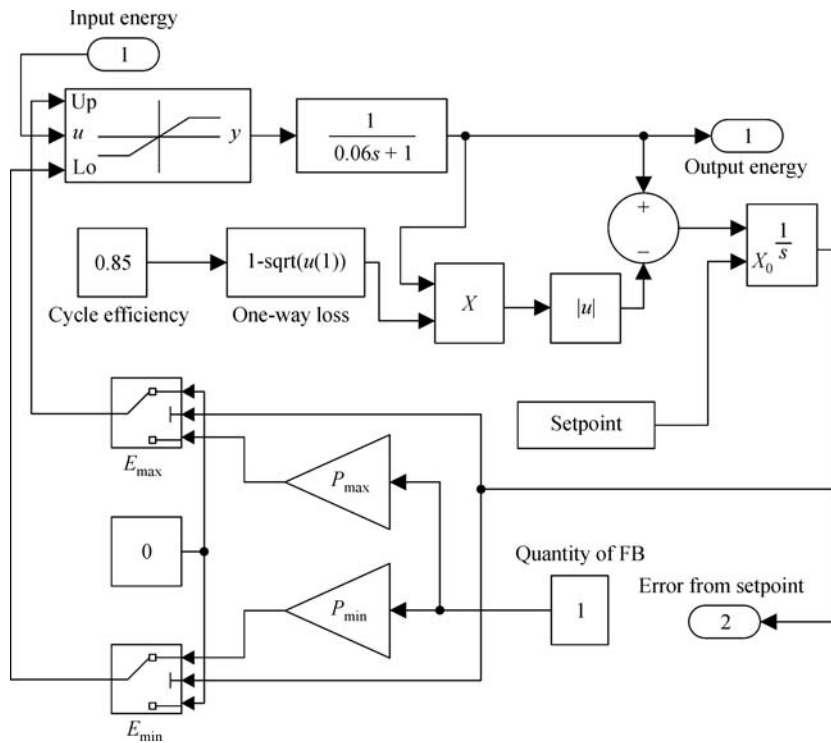 Input energy
1
Up
u
Lo
y
1
0.06s + 1
1
Output energy
+
−
0.85
Cycle efficiency
1-sqrt(u(1))
One-way loss
X
|u|
X0
1
s
Setpoint
Emax
Pmax
0
Quantity of FB
1
Pmin
Error from setpoint
2
Emin